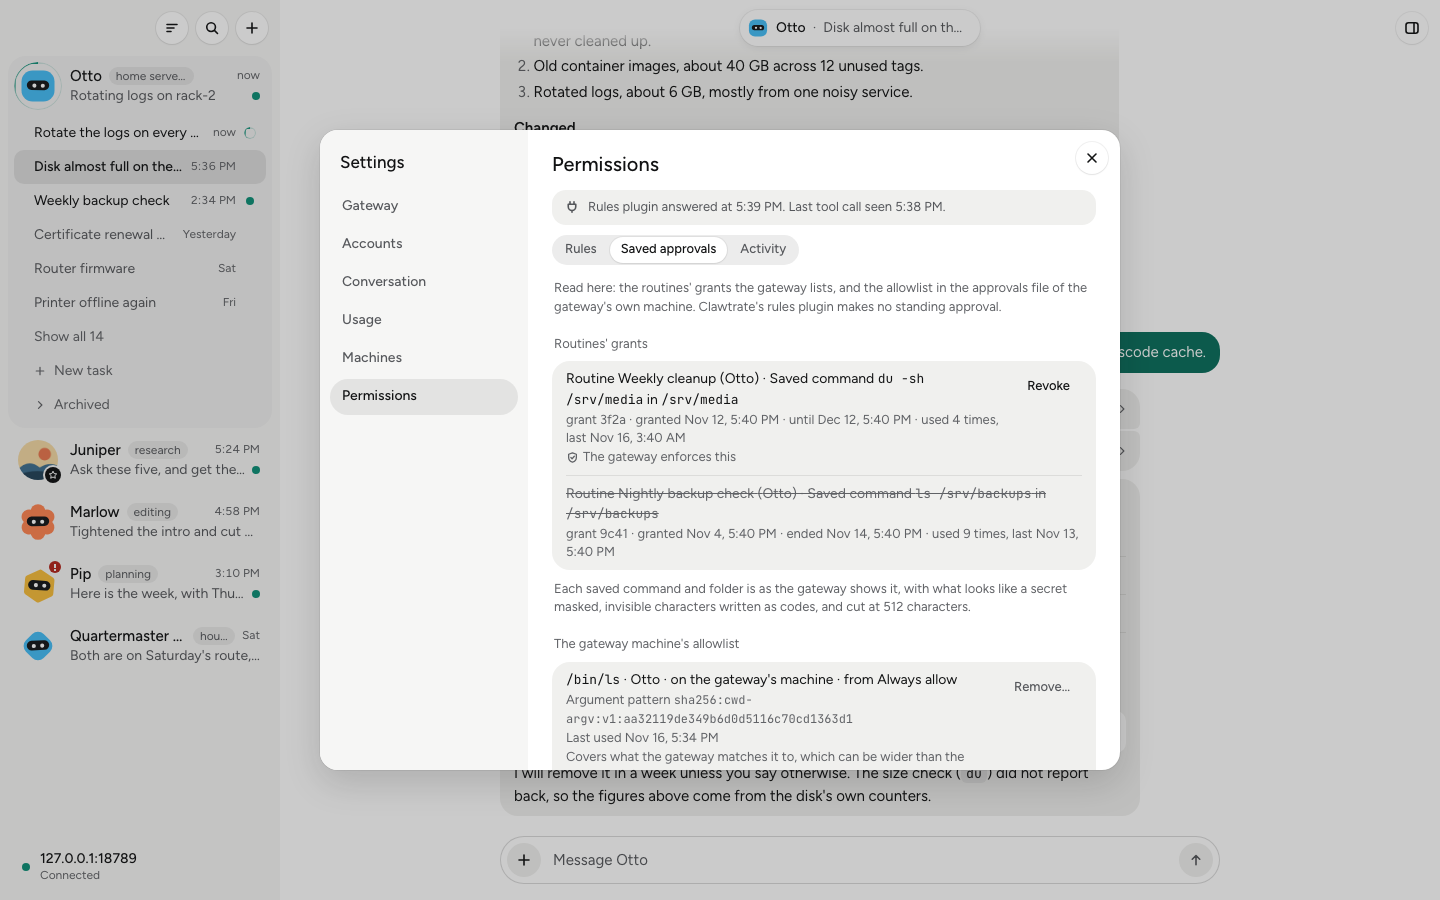 Otto home serve... now
Rotating logs on rack-2
Rotate the logs on every ... now
Disk almost full on the... 5:36 PM
Weekly backup check 2:34 PM
Certificate renewal ... Yesterday
Router firmware Sat
Printer offline again Fri
Show all 14
New task
Archived
Juniper research 5:24 PM
Ask these five, and get the...
Marlow editing 4:58 PM
Tightened the intro and cut ...
Pip planning 3:10 PM
Here is the week, with Thu...
Quartermaster ... hou... Sat
Both are on Saturday's route,...
127.0.0.1:18789
Connected
Otto · Disk almost full on th...
never cleaned up.
2. Old container images, about 40 GB across 12 unused tags.
3. Rotated logs, about 6 GB, mostly from one noisy service.
Changed
scode cache.
Settings
Gateway
Accounts
Conversation
Usage
Machines
Permissions
Permissions
Rules plugin answered at 5:39 PM. Last tool call seen 5:38 PM.
Rules Saved approvals Activity
Read here: the routines' grants the gateway lists, and the allowlist in the approvals file of the
gateway's own machine. Clawtrate's rules plugin makes no standing approval.
Routines' grants
Routine Weekly cleanup (Otto) · Saved command du -sh
/srv/media in /srv/media
Revoke
grant 3f2a · granted Nov 12, 5:40 PM · until Dec 12, 5:40 PM · used 4 times,
last Nov 16, 3:40 AM
The gateway enforces this
Routine Nightly backup check (Otto) · Saved command ls /srv/backups in
/srv/backups
grant 9c41 · granted Nov 4, 5:40 PM · ended Nov 14, 5:40 PM · used 9 times, last Nov 13,
5:40 PM
Each saved command and folder is as the gateway shows it, with what looks like a secret
masked, invisible characters written as codes, and cut at 512 characters.
The gateway machine's allowlist
/bin/ls · Otto · on the gateway's machine · from Always allow
Remove...
Argument pattern sha256:cwd-
argv:v1:aa32119de349b6d0d5116c70cd1363d1
Last used Nov 16, 5:34 PM
Covers what the gateway matches it to, which can be wider than the
I will remove it in a week unless you say otherwise. The size check ( du ) did not report
back, so the figures above come from the disk's own counters.
Message Otto